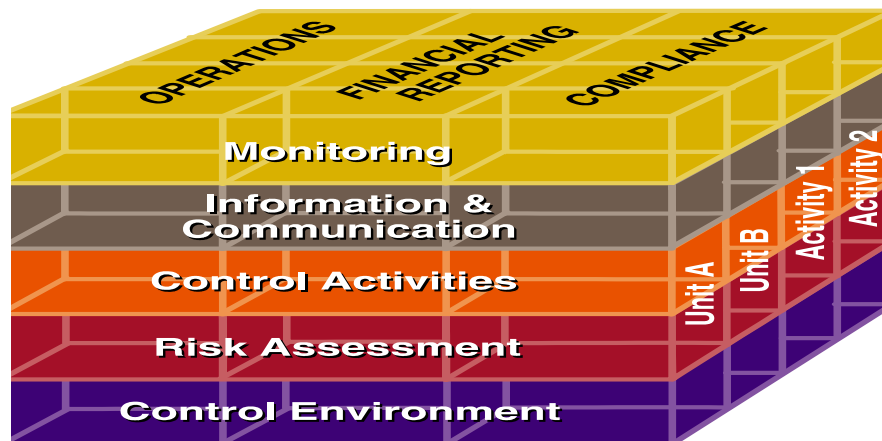 OPERATIONS
FINANCIAL
REPORTING
COMPLIANCE
Monitoring
Information &
Communication
Control Activities
Risk Assessment
Control Environment
Unit A
Unit B
Activity 1
Activity 2